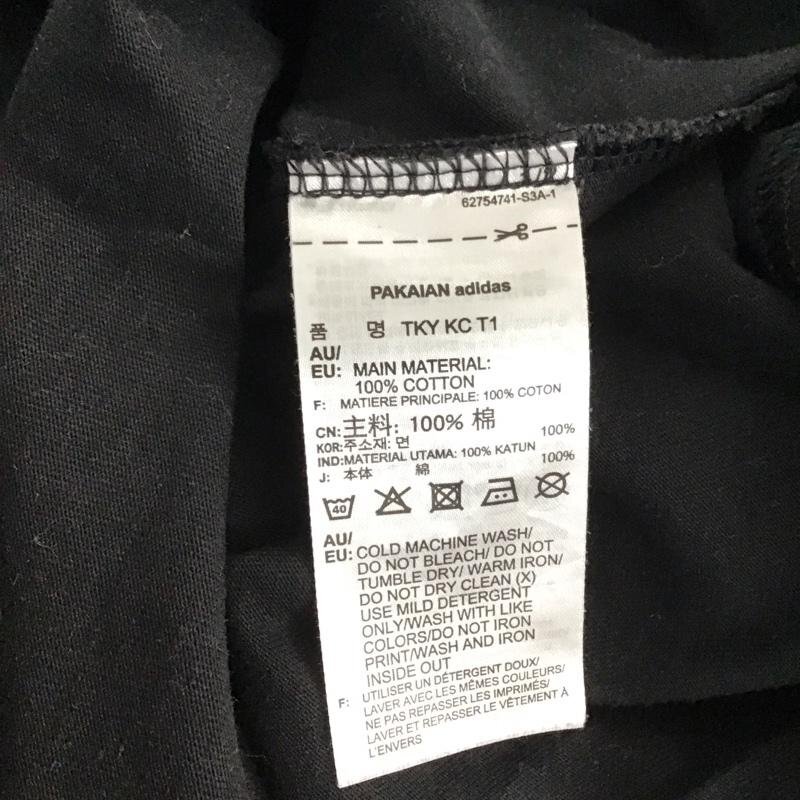 62754741-S3A-1
PAKAIAN adidas
품 명 TKY KC T1
AU/
EU: MAIN MATERIAL:
100% COTTON
F: MATIERE PRINCIPALE: 100% COTON
CN: 主料: 100% 棉
KOR: 주소재: 면 100%
IND: MATERIAL UTAMA: 100% KATUN
J: 本体 綿 100%
40
AU/
EU: COLD MACHINE WASH/
DO NOT BLEACH/ DO NOT
TUMBLE DRY/ WARM IRON/
DO NOT DRY CLEAN (X)
USE MILD DETERGENT
ONLY/WASH WITH LIKE
COLORS/DO NOT IRON
PRINT/WASH AND IRON
INSIDE OUT
F: UTILISER UN DÉTERGENT DOUX/
LAVER AVEC LES MÊMES COULEURS/
NE PAS REPASSER LES IMPRIMÉS/
LAVER ET REPASSER LE VÊTEMENT À
L'ENVERS